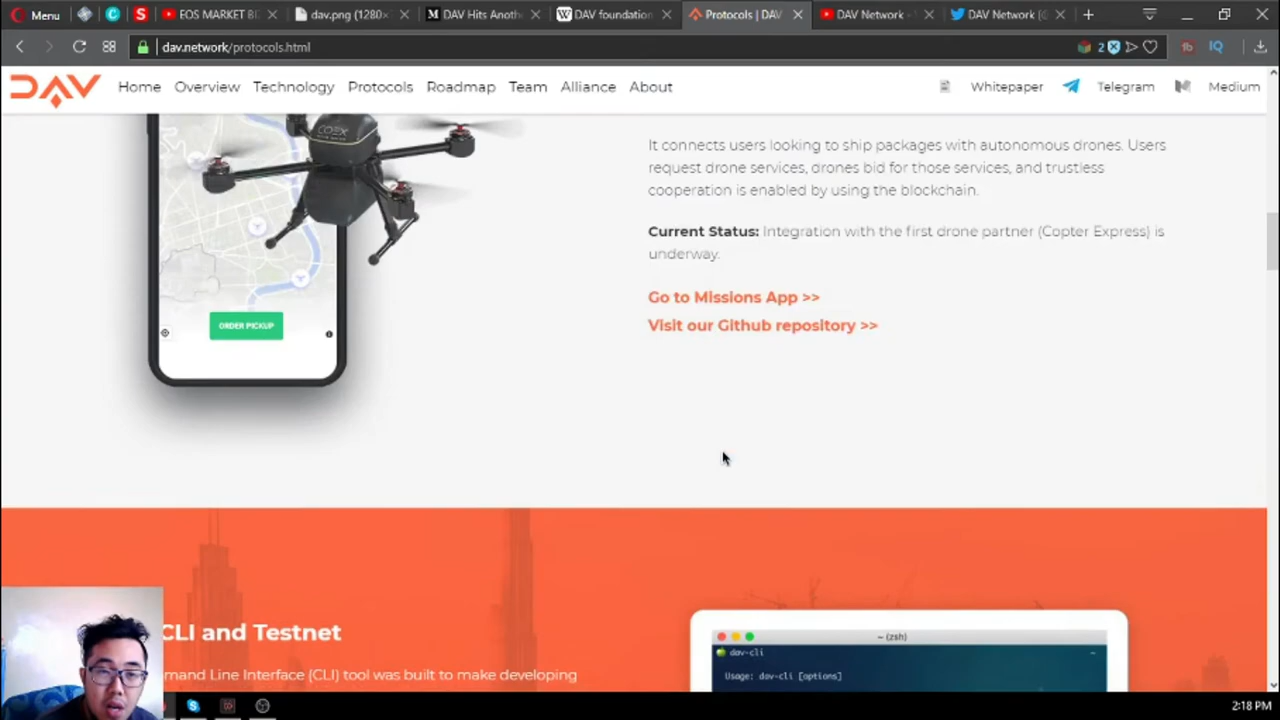 Menu
EOS MARKET B
dav.png (1280×
DAV Hits Anoth
DAV foundation
Protocols | DAV
DAV Network -
DAV Network (@
dav.network/protocols.html
2
IQ
DAV
Home
Overview
Technology
Protocols
Roadmap
Team
Alliance
About
Whitepaper
Telegram
Medium
COEX
It connects users looking to ship packages with autonomous drones. Users
request drone services, drones bid for those services, and trustless
cooperation is enabled by using the blockchain.
Current Status: Integration with the first drone partner (Copter Express) is
underway.
Go to Missions App >>
Visit our Github repository >>
ORDER PICKUP
CLI and Testnet
mand Line Interface (CLI) tool was built to make developing
~ (zsh)
dav-cli
~
Usage: dav-cli [options]
2:18 PM